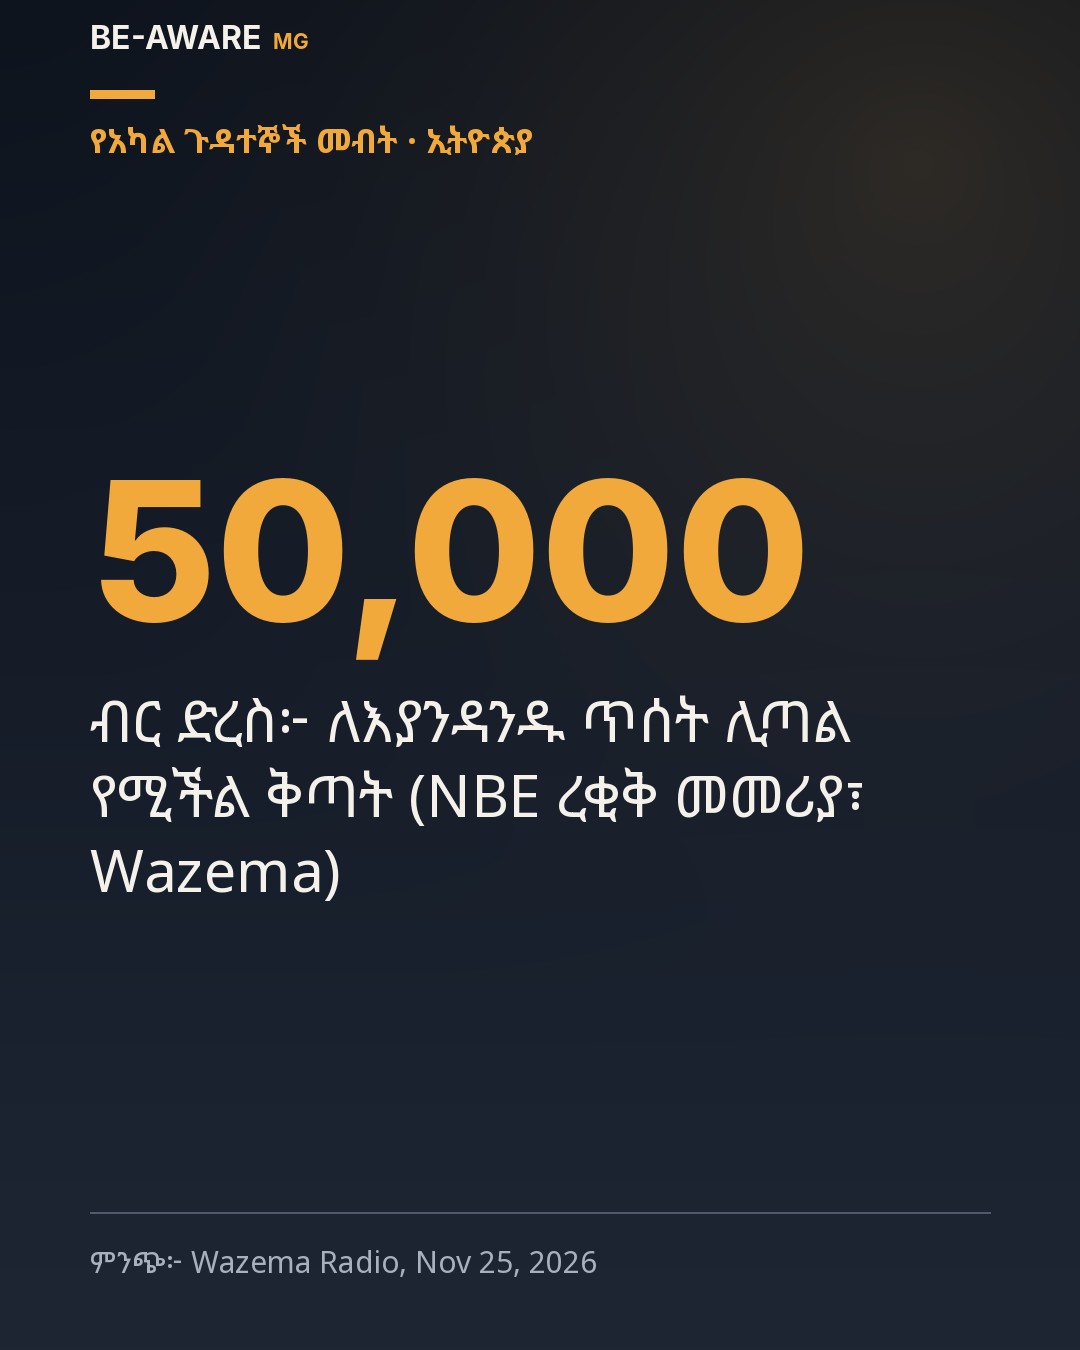 BE-AWARE MG
የአካል ጉዳተኞች መብት · ኢትዮጵያ
50,000
ብር ድረስ፦ ለእያንዳንዱ ጥሰት ሊጣል
የሚችል ቅጣት (NBE ረቂቅ መመሪያ፣
Wazema)
ምንጭ፦ Wazema Radio, Nov 25, 2026